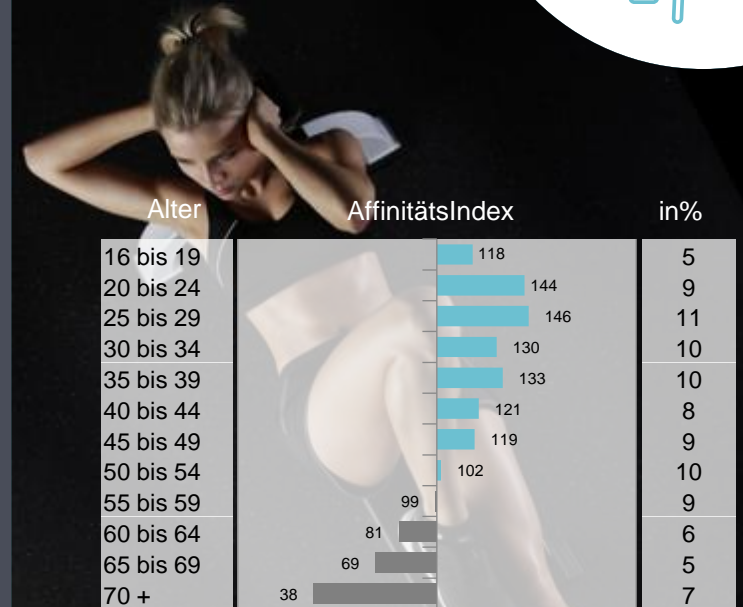 Alter AffinitätsIndex in%
16 bis 19 118 5
20 bis 24 144 9
25 bis 29 146 11
30 bis 34 130 10
35 bis 39 133 10
40 bis 44 121 8
45 bis 49 119 9
50 bis 54 102 10
55 bis 59 99 9
60 bis 64 81 6
65 bis 69 69 5
70 + 38 7